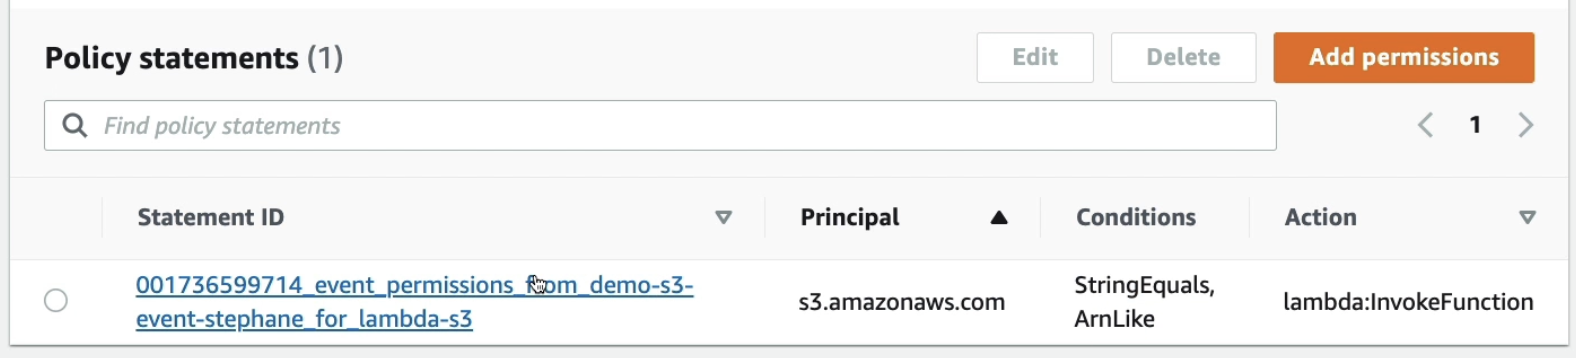 Policy statements (1)
Edit
Delete
Add permissions
Find policy statements
1
Statement ID
Principal
Conditions
Action
001736599714_event_permissions_from_demo-s3-
event-stephane_for_lambda-s3
s3.amazonaws.com
StringEquals,
ArnLike
lambda:InvokeFunction